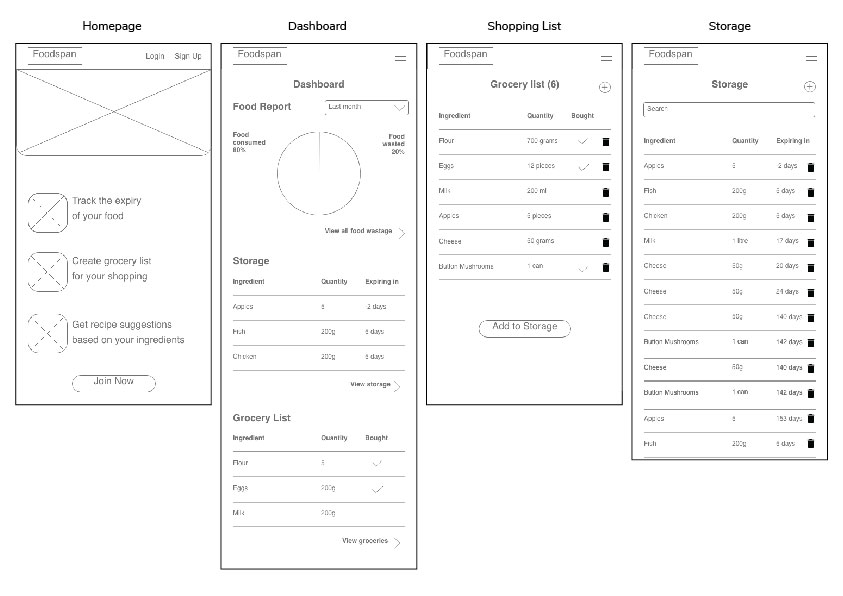 Homepage
Foodspan
Login Sign Up
Track the expiry
of your food
Create grocery list
for your shopping
Get recipe suggestions
based on your ingredients
Join Now
Dashboard
Foodspan
Dashboard
Food Report Last month
Food
consumed
80%
Food
wasted
20%
View all food wastage
Storage
Ingredient Quantity Expiring in
Apples 5 -2 days
Fish 200g 5 days
Chicken 200g 5 days
View storage
Grocery List
Ingredient Quantity Bought
Flour 5
Eggs 200g
Milk 200g
View groceries
Shopping List
Foodspan
Grocery list (6)
Ingredient Quantity Bought
Flour 700 grams
Eggs 12 pieces
Milk 200 ml
Apples 5 pieces
Cheese 50 grams
Button Mushrooms 1 can
Add to Storage
Storage
Foodspan
Storage
Search
Ingredient Quantity Expiring in
Apples 5 -2 days
Fish 200g 5 days
Chicken 200g 5 days
Milk 1 litre 17 days
Cheese 50g 20 days
Cheese 50g 24 days
Cheese 50g 140 days
Button Mushrooms 1 can 142 days
Cheese 50g 140 days
Button Mushrooms 1 can 142 days
Apples 5 153 days
Fish 200g 5 days